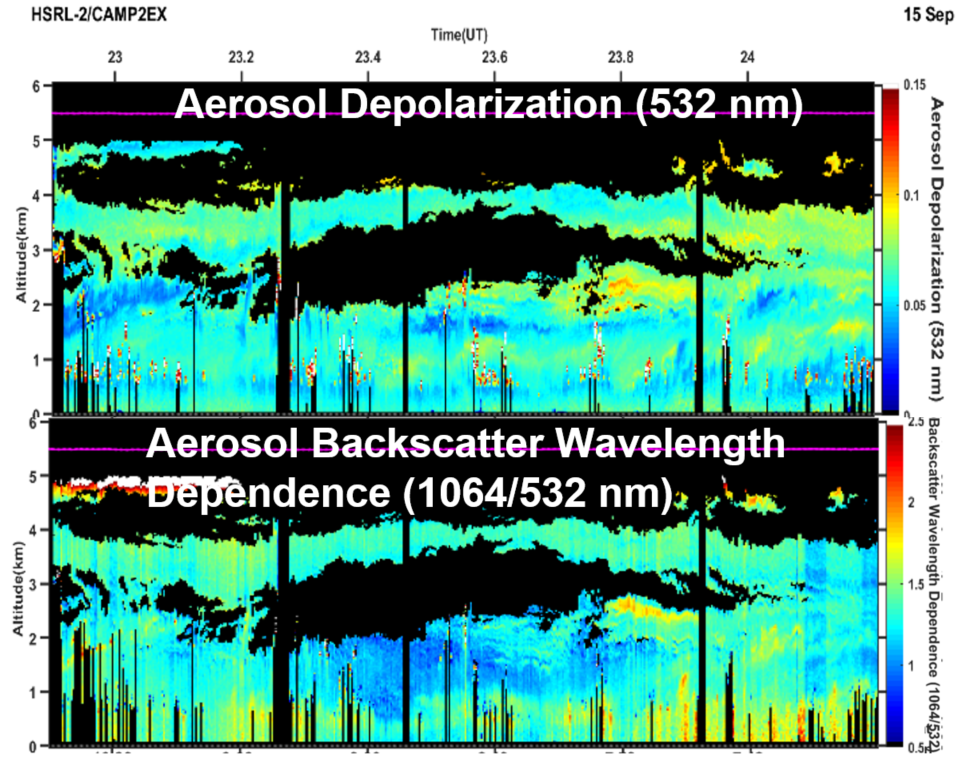 HSRL-2/CAMP2EX
15 Sep
Time(UT)
23 23.2 23.4 23.6 23.8 24
Aerosol Depolarization (532 nm)
6
5
4
3
2
1
0
Altitude(km)
0.15
0.1
0.05
0
Aerosol Depolarization (532 nm)
Aerosol Backscatter Wavelength
Dependence (1064/532 nm)
6
5
4
3
2
1
0
Altitude(km)
2.5
2
1.5
1
0.5
Backscatter Wavelength Dependence (1064/532)